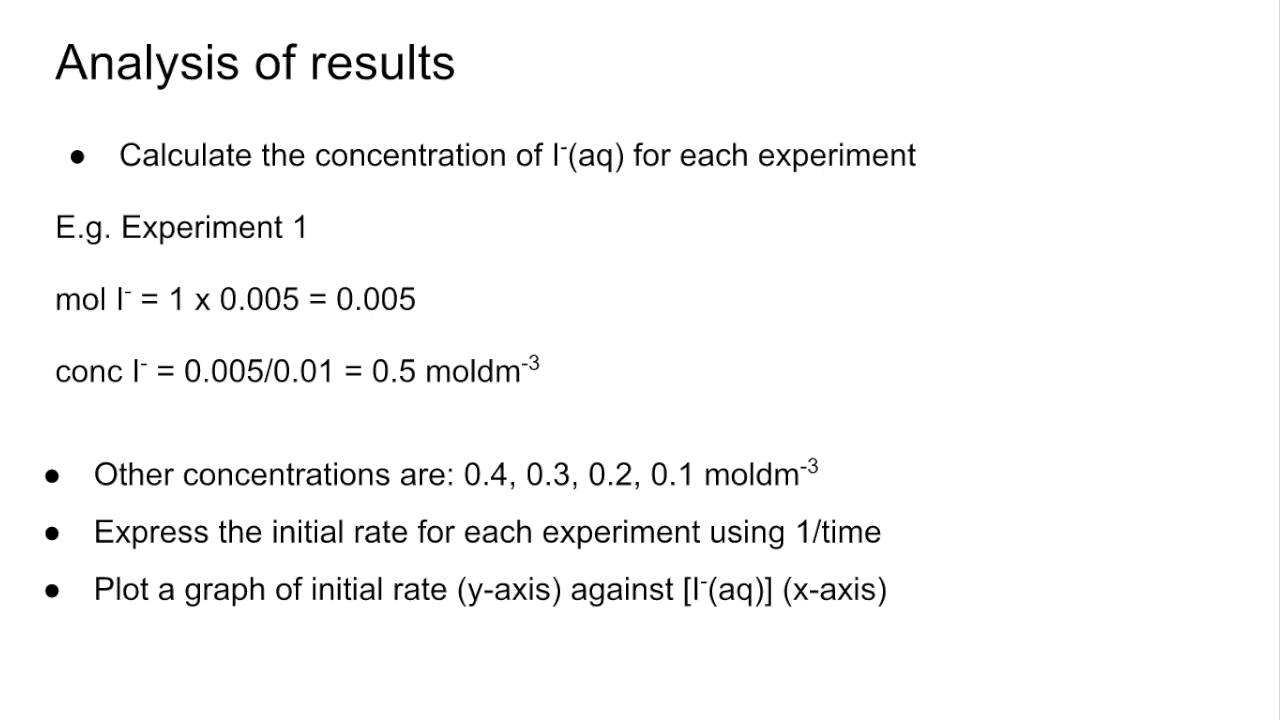 Analysis of results
● Calculate the concentration of I⁻(aq) for each experiment
E.g. Experiment 1
mol I⁻ = 1 x 0.005 = 0.005
conc I⁻ = 0.005/0.01 = 0.5 moldm⁻³
● Other concentrations are: 0.4, 0.3, 0.2, 0.1 moldm⁻³
● Express the initial rate for each experiment using 1/time
● Plot a graph of initial rate (y-axis) against [I⁻(aq)] (x-axis)